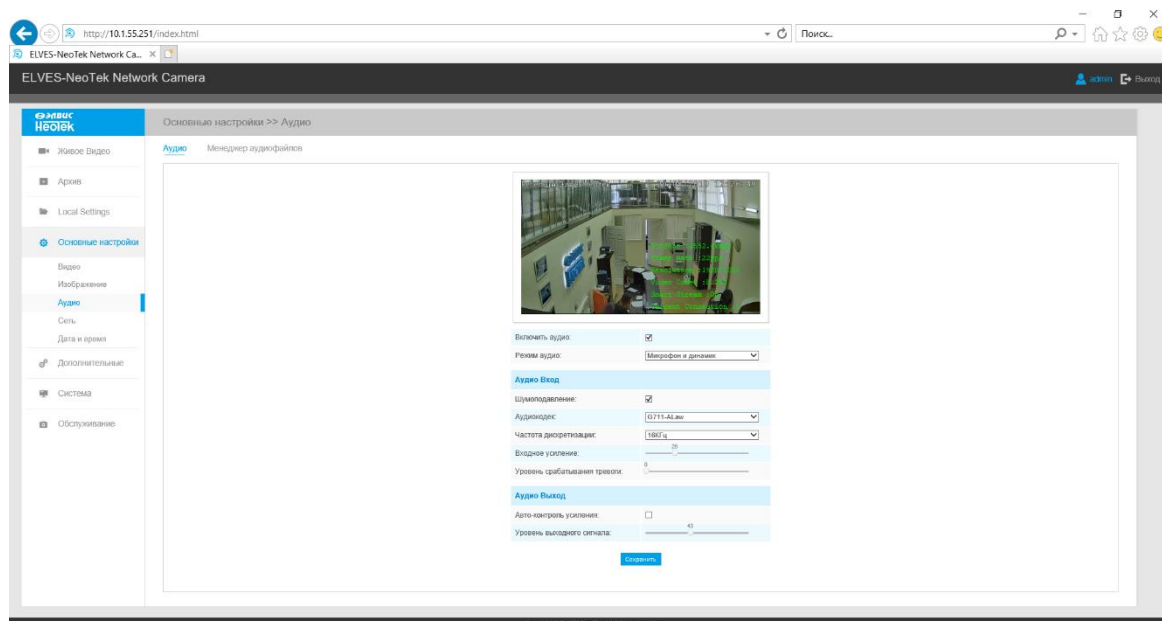 http://10.1.55.251/index.html
Поиск...
ELVES-NeoTek Network Ca...
ELVES-NeoTek Network Camera
admin Выход
элвис
НеоТек
Основные настройки >> Аудио
Живое Видео
Аудио Менеджер аудиофайлов
Архив
Local Settings
Основные настройки
Видео
Изображение
Аудио
Сеть
Дата и время
Дополнительные
Система
Обслуживание
Включить аудио:
Режим аудио: Микрофон и динамик
Аудио Вход
Шумоподавление:
Аудиокодек: G711-ALaw
Частота дискретизации: 16КГц
Входное усиление:
Уровень срабатывания тревоги: 0
Аудио Выход
Авто-контроль усиления:
Уровень выходного сигнала: 43
Сохранить